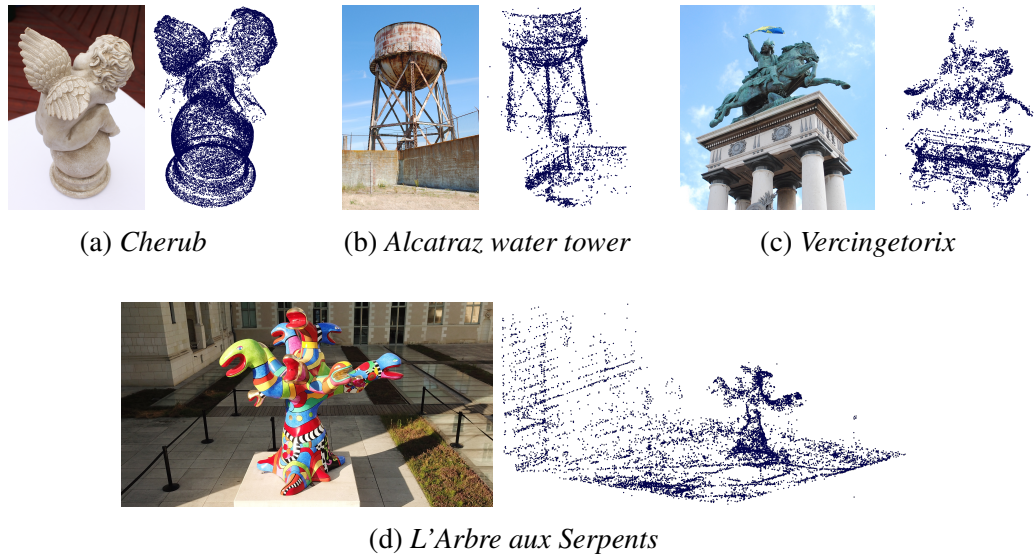 (a) Cherub
(b) Alcatraz water tower
(c) Vercingetorix
(d) L'Arbre aux Serpents